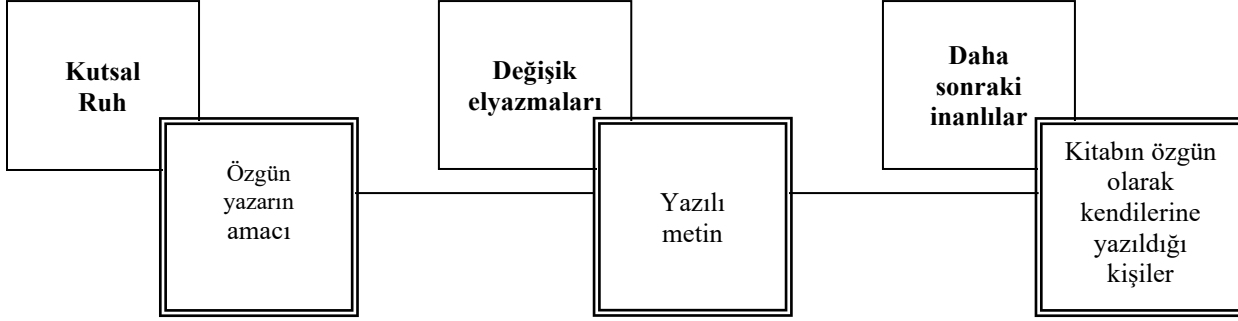 Kutsal
Ruh
Özgün
yazarın
amacı
Değişik
elyazmaları
Yazılı
metin
Daha
sonraki
inanlılar
Kitabın özgün
olarak
kendilerine
yazıldığı
kişiler